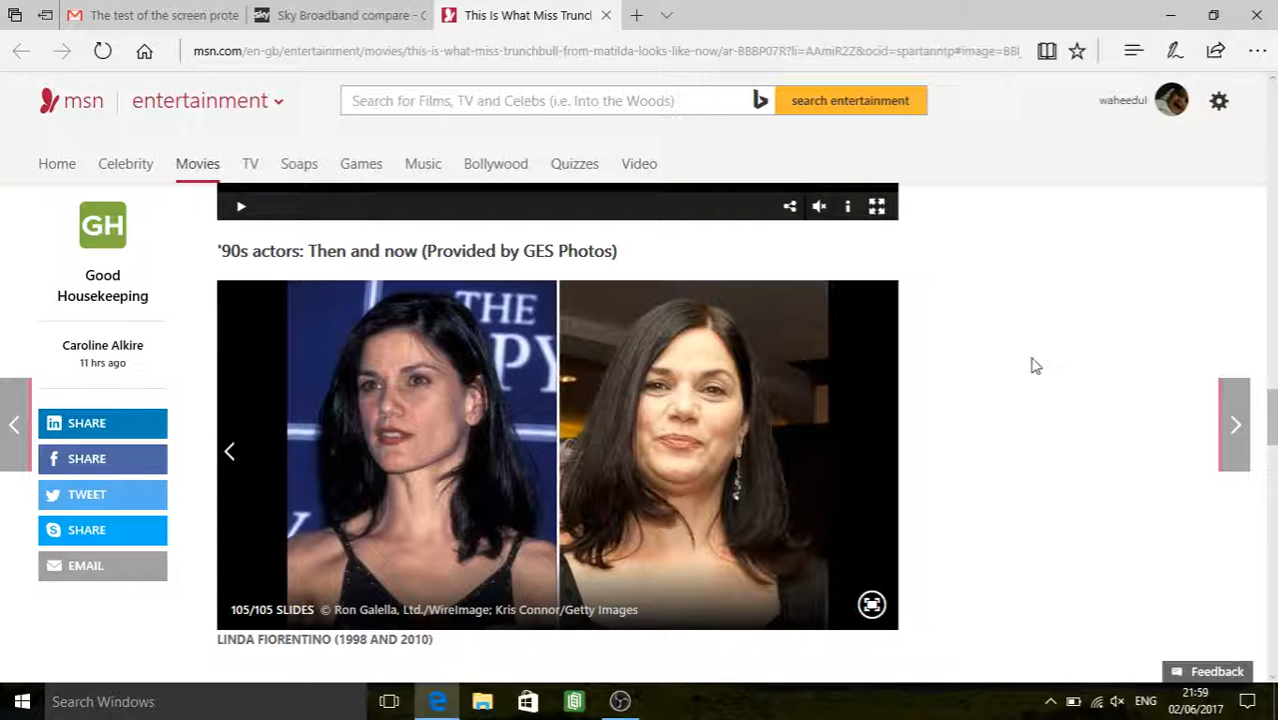 The test of the screen prote
Sky Broadband compare - C
This Is What Miss Trunch
msn.com/en-gb/entertainment/movies/this-is-what-miss-trunchbull-from-matilda-looks-like-now/ar-BBBP07R?li=AAmiR2Z&ocid=spartanntp#image=BB
msn
entertainment
Search for Films, TV and Celebs (i.e. Into the Woods)
search entertainment
waheedul
Home Celebrity Movies TV Soaps Games Music Bollywood Quizzes Video
GH
Good
Housekeeping
Caroline Alkire
11 hrs ago
SHARE
SHARE
TWEET
SHARE
EMAIL
'90s actors: Then and now (Provided by GES Photos)
THE
PY
Y
105/105 SLIDES © Ron Galella, Ltd./WireImage; Kris Connor/Getty Images
LINDA FIORENTINO (1998 AND 2010)
Feedback
Search Windows
ENG
21:59
02/06/2017